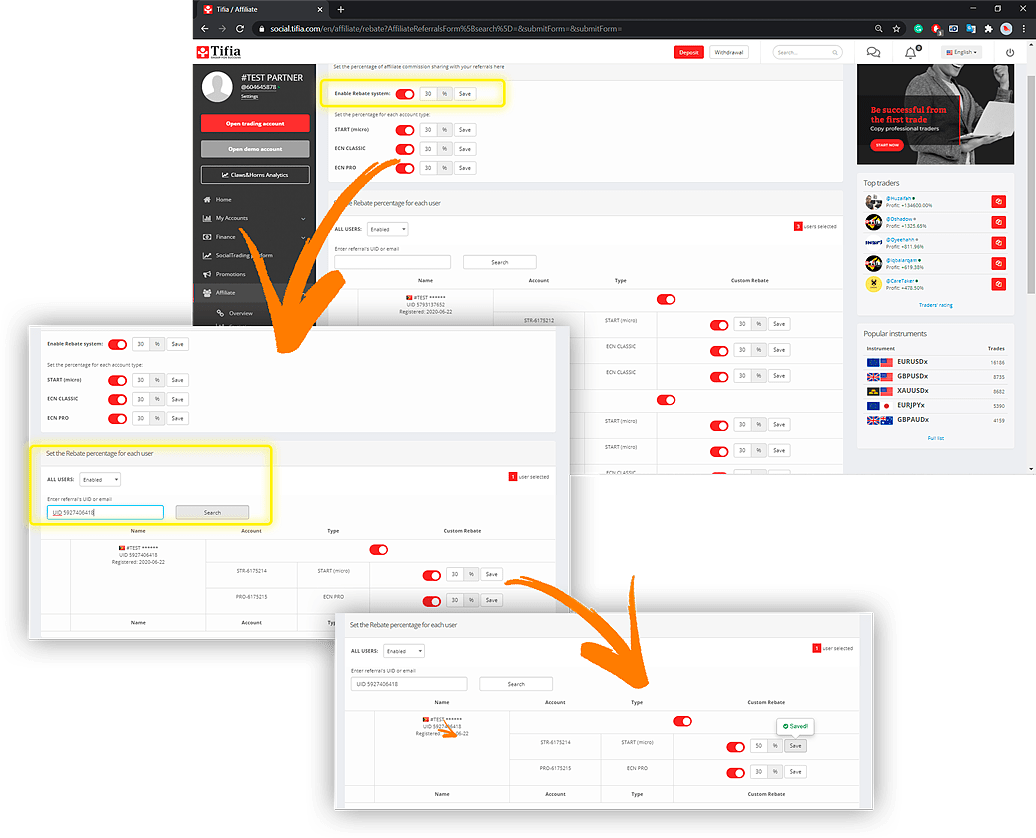 Tifia / Affiliate
social.tifia.com/en/affiliate/rebate?AffiliateReferralsForm%5Bsearch%5D=&submitForm=&submitForm=
Tifia
Deposit
Withdrawal
Search...
English
#TEST PARTNER
@604645878
Settings
Open trading account
Open demo account
Claws&Horns Analytics
Home
My Accounts
Finance
Promotions
Affiliate
Overview
Set the percentage of affiliate commission sharing with your referrals here
Enable Rebate system: 30 % Save
Set the percentage for each account type:
START (micro) 30 % Save
ECN CLASSIC 30 % Save
ECN PRO 30 % Save
Rebate percentage for each user
ALL USERS: Enabled
3 users selected
Enter referral's UID or email
Search
Name Account Type Custom Rebate
#TEST ******
UID 5793137652
Registered: 2020-06-22
STR-6175212 START (micro) 30 % Save
ECN CLASSIC 30 % Save
ECN CLASSIC 30 % Save
START (micro) 30 % Save
START (micro) 30 % Save
ECN CLASSIC
Be successful from
the first trade
Copy professional traders
START NOW
Top traders
@Huzaifah
Profit: +134600.00%
@Dshadow
Profit: +1325.65%
@Dyeehahh
Profit: +811.96%
@iqbalarqam
Profit: +619.38%
@CareTaker
Profit: +478.50%
Traders' rating
Popular instruments
Instrument Trades
EURUSDx 16186
GBPUSDx 8735
XAUUSDx 8682
EURJPYx 5390
GBPAUDx 4159
Full list
Enable Rebate system: 30 % Save
Set the percentage for each account type:
START (micro) 30 % Save
ECN CLASSIC 30 % Save
ECN PRO 30 % Save
Set the Rebate percentage for each user
ALL USERS: Enabled
1 user selected
Enter referral's UID or email
UID 5927406418 Search
Name Account Type Custom Rebate
#TEST ******
UID 5927406418
Registered: 2020-06-22
STR-6175214 START (micro) 30 % Save
PRO-6175215 ECN PRO 30 % Save
Name Account
Set the Rebate percentage for each user
ALL USERS: Enabled
1 user selected
Enter referral's UID or email
UID 5927406418 Search
Name Account Type Custom Rebate
#TEST ******
UID 5927406418
Registered: 06-22
Saved!
STR-6175214 START (micro) 50 % Save
PRO-6175215 ECN PRO 30 % Save
Name Account Type Custom Rebate